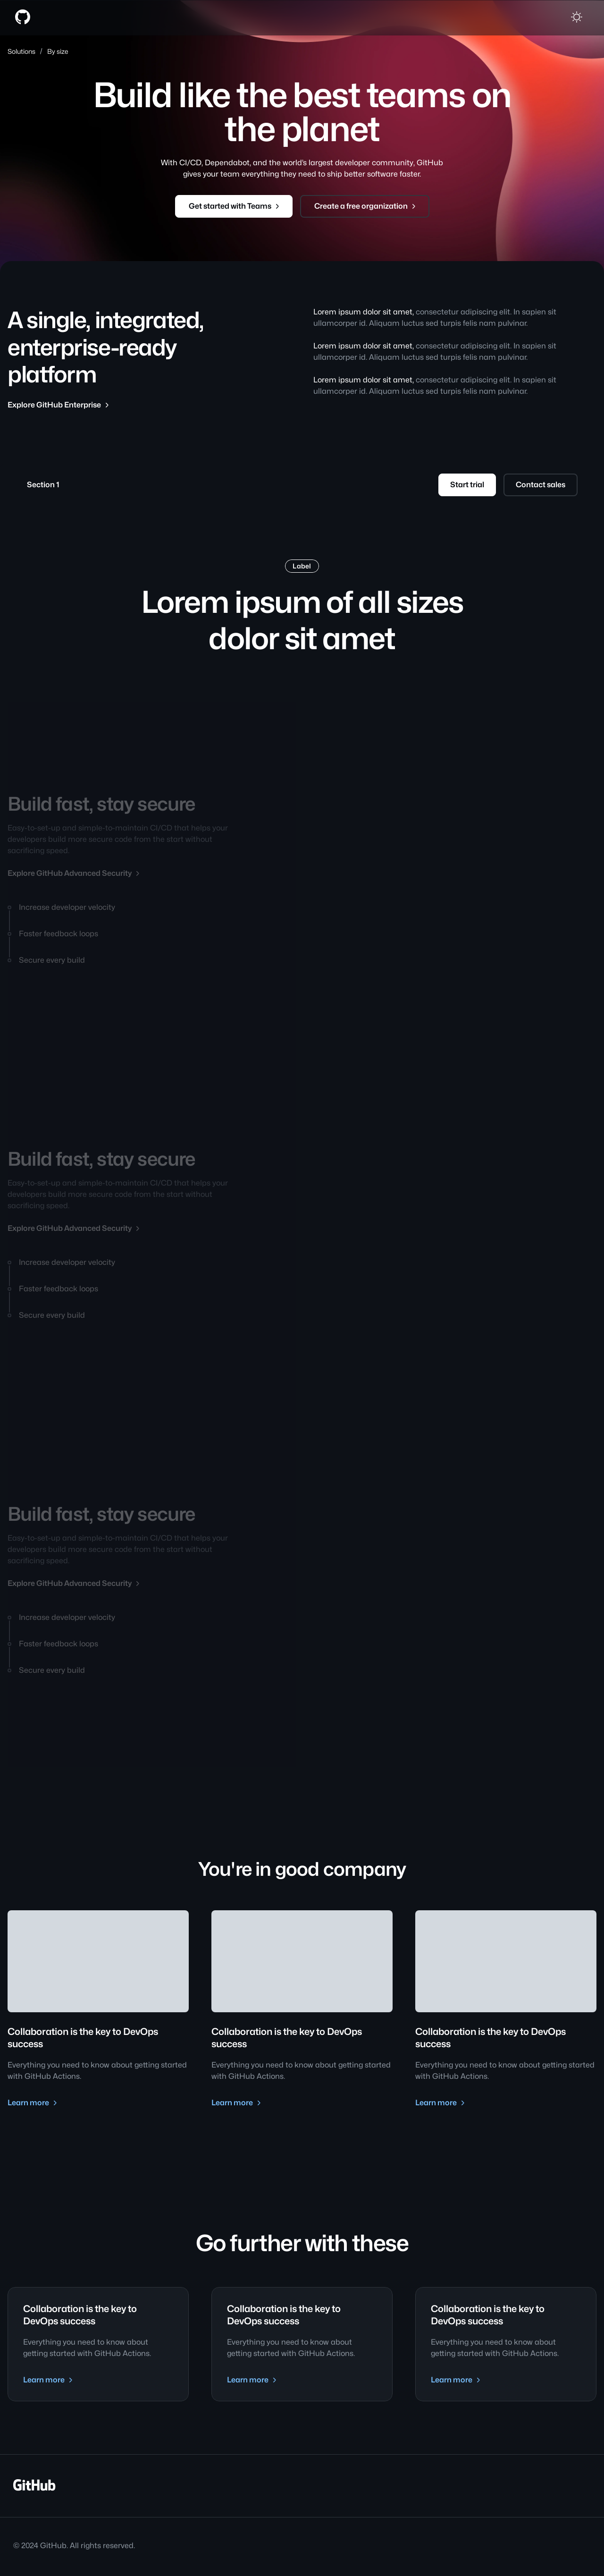 Solutions / By size
Build like the best teams on
the planet
With CI/CD, Dependabot, and the world's largest developer community, GitHub
gives your team everything they need to ship better software faster.
Get started with Teams
Create a free organization
A single, integrated,
enterprise-ready
platform
Explore GitHub Enterprise
Lorem ipsum dolor sit amet, consectetur adipiscing elit. In sapien sit
ullamcorper id. Aliquam luctus sed turpis felis nam pulvinar.
Lorem ipsum dolor sit amet, consectetur adipiscing elit. In sapien sit
ullamcorper id. Aliquam luctus sed turpis felis nam pulvinar.
Lorem ipsum dolor sit amet, consectetur adipiscing elit. In sapien sit
ullamcorper id. Aliquam luctus sed turpis felis nam pulvinar.
Section 1
Start trial
Contact sales
Label
Lorem ipsum of all sizes
dolor sit amet
Build fast, stay secure
Easy-to-set-up and simple-to-maintain CI/CD that helps your
developers build more secure code from the start without
sacrificing speed.
Explore GitHub Advanced Security
Increase developer velocity
Faster feedback loops
Secure every build
Build fast, stay secure
Easy-to-set-up and simple-to-maintain CI/CD that helps your
developers build more secure code from the start without
sacrificing speed.
Explore GitHub Advanced Security
Increase developer velocity
Faster feedback loops
Secure every build
Build fast, stay secure
Easy-to-set-up and simple-to-maintain CI/CD that helps your
developers build more secure code from the start without
sacrificing speed.
Explore GitHub Advanced Security
Increase developer velocity
Faster feedback loops
Secure every build
You're in good company
Collaboration is the key to DevOps
success
Everything you need to know about getting started
with GitHub Actions.
Learn more
Collaboration is the key to DevOps
success
Everything you need to know about getting started
with GitHub Actions.
Learn more
Collaboration is the key to DevOps
success
Everything you need to know about getting started
with GitHub Actions.
Learn more
Go further with these
Collaboration is the key to
DevOps success
Everything you need to know about
getting started with GitHub Actions.
Learn more
Collaboration is the key to
DevOps success
Everything you need to know about
getting started with GitHub Actions.
Learn more
Collaboration is the key to
DevOps success
Everything you need to know about
getting started with GitHub Actions.
Learn more
GitHub
© 2024 GitHub. All rights reserved.